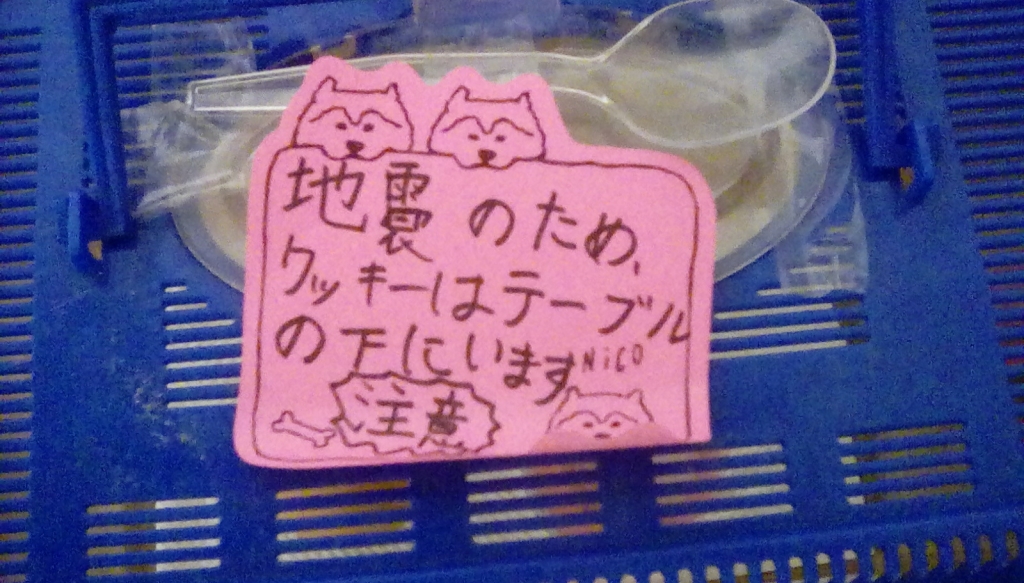 地震のため、
クッキーはテーブル
の下にいます
NiCO
注意